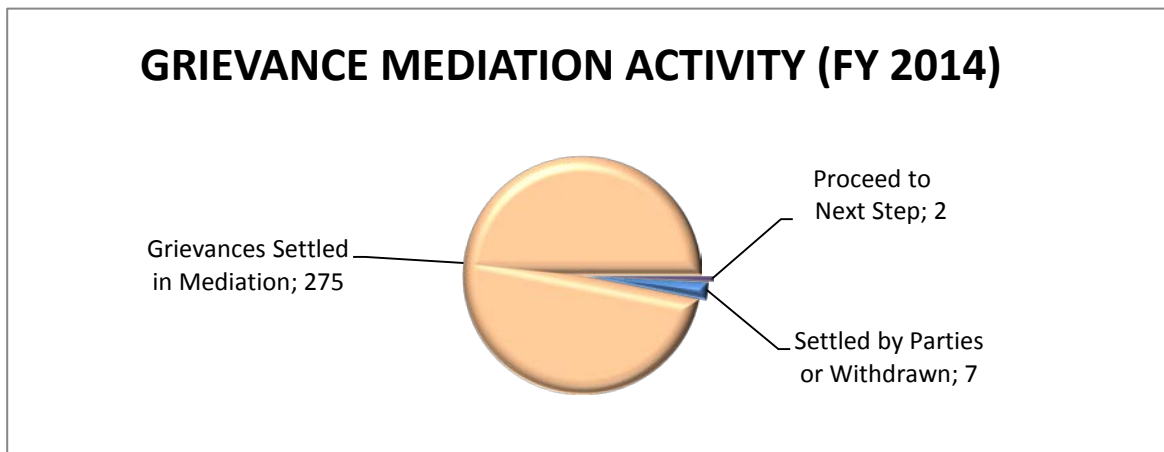 GRIEVANCE MEDIATION ACTIVITY (FY 2014)
Proceed to
Next Step; 2
Grievances Settled
in Mediation; 275
Settled by Parties
or Withdrawn; 7